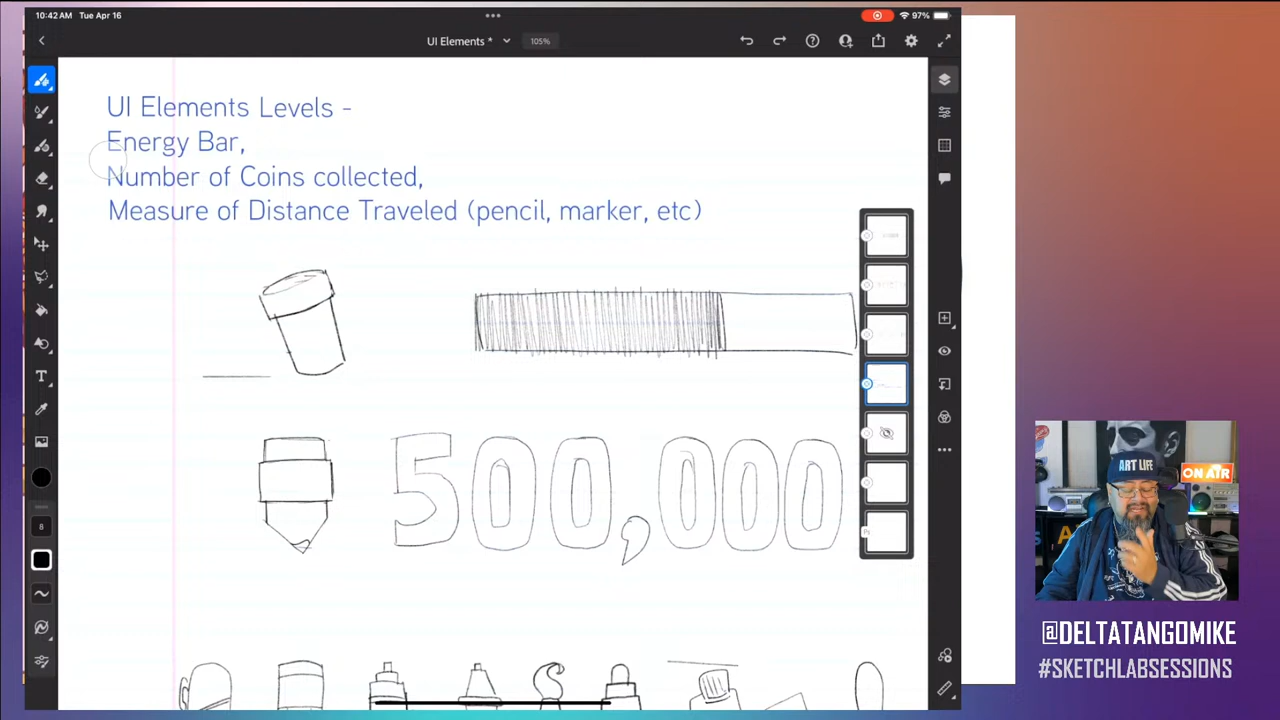 10:42 AM Tue Apr 16
97%
UI Elements *
105%
UI Elements Levels -
Energy Bar,
Number of Coins collected,
Measure of Distance Traveled (pencil, marker, etc)
500,000
T
8
ART LIFE
ON AIR
@DELTATANGOMIKE
#SKETCHLABSESSIONS